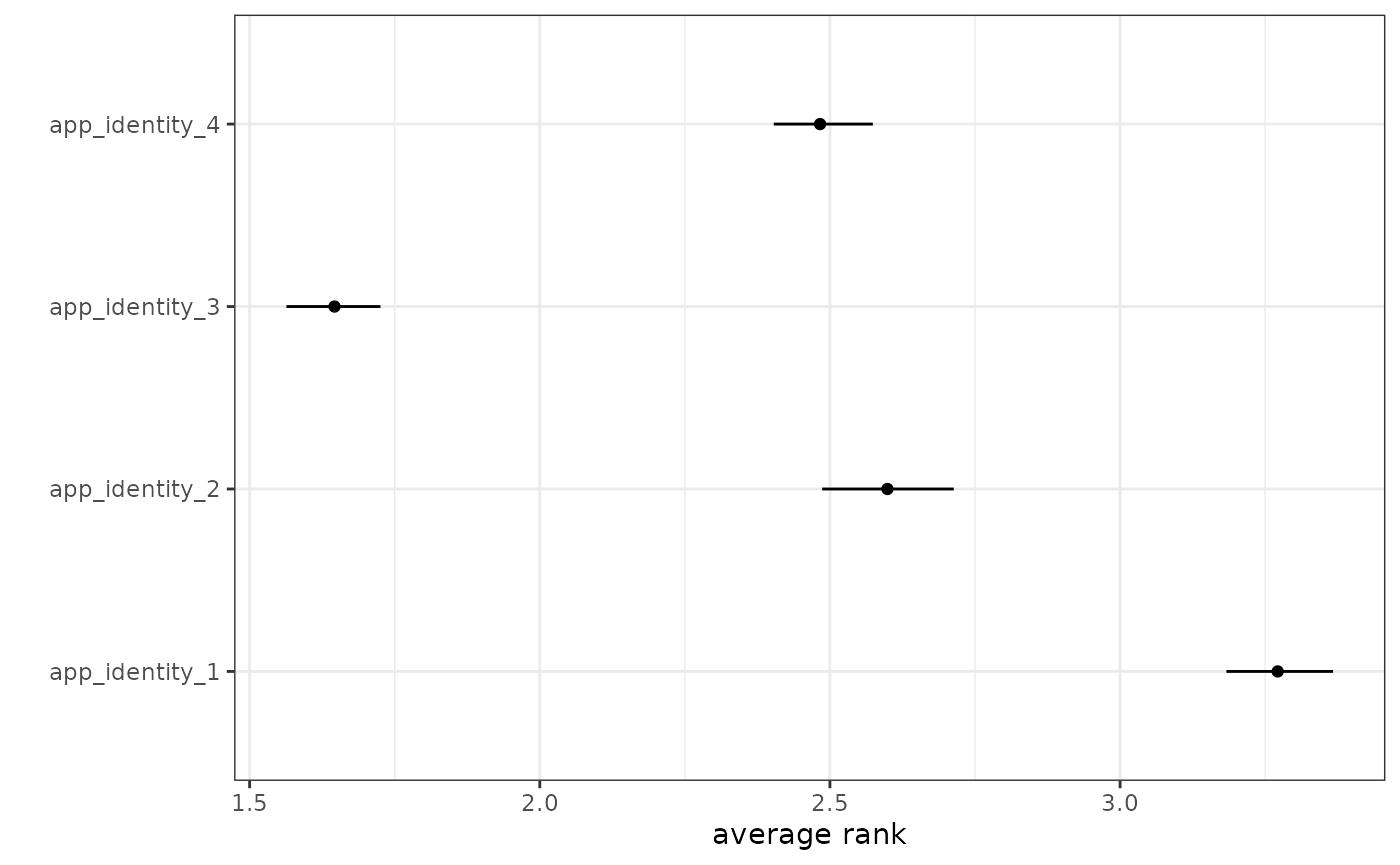 app_identity_4
app_identity_3
app_identity_2
app_identity_1
1.5 2.0 2.5 3.0
average rank